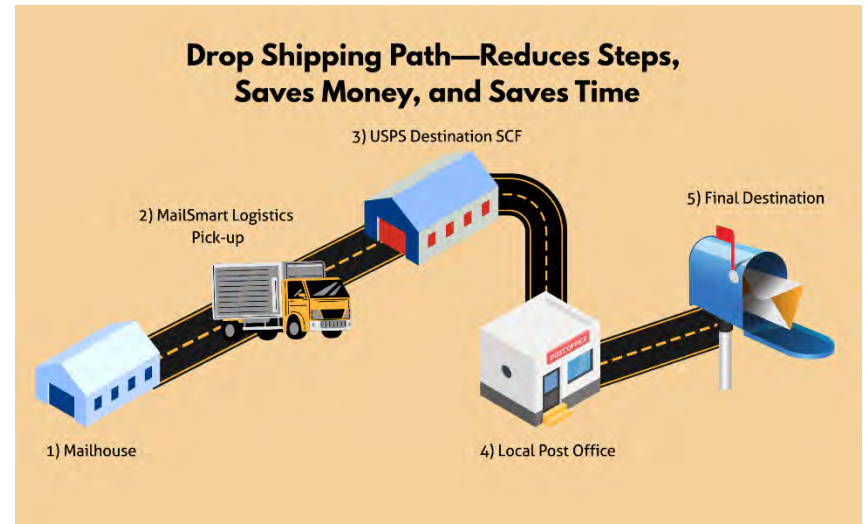 Drop Shipping Path—Reduces Steps,
Saves Money, and Saves Time
3) USPS Destination SCF
2) MailSmart Logistics
Pick-up
5) Final Destination
POST OFFICE
1) Mailhouse
4) Local Post Office